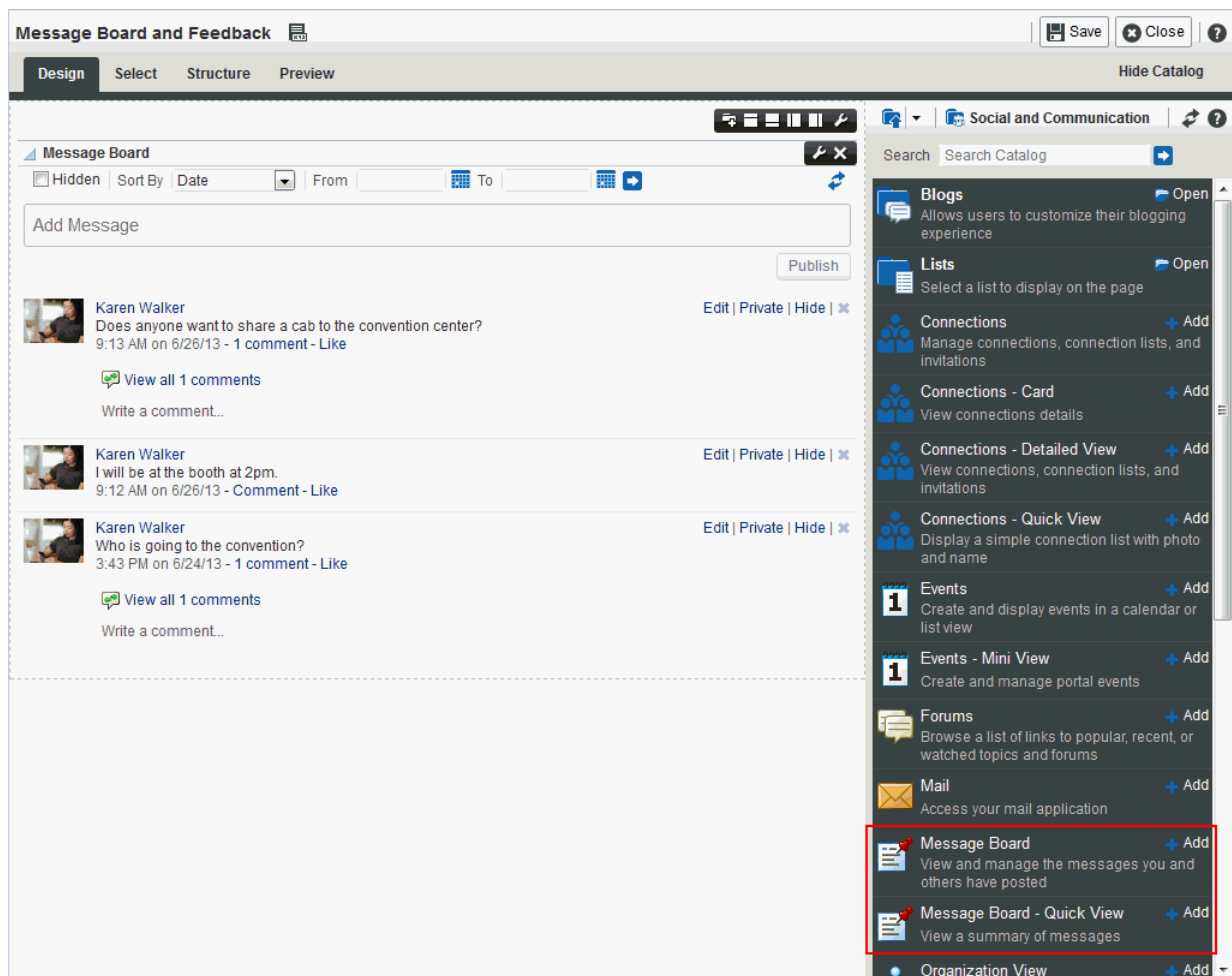 Message Board and Feedback
Save
Close
Design Select Structure Preview
Hide Catalog
Message Board
Hidden Sort By Date From To
Add Message
Publish
Karen Walker
Edit | Private | Hide |
Does anyone want to share a cab to the convention center?
9:13 AM on 6/26/13 - 1 comment - Like
View all 1 comments
Write a comment...
Karen Walker
Edit | Private | Hide |
I will be at the booth at 2pm.
9:12 AM on 6/26/13 - Comment - Like
Karen Walker
Edit | Private | Hide |
Who is going to the convention?
3:43 PM on 6/24/13 - 1 comment - Like
View all 1 comments
Write a comment...
Social and Communication
Search Search Catalog
Blogs Open
Allows users to customize their blogging
experience
Lists Open
Select a list to display on the page
Connections Add
Manage connections, connection lists, and
invitations
Connections - Card Add
View connections details
Connections - Detailed View Add
View connections, connection lists, and
invitations
Connections - Quick View Add
Display a simple connection list with photo
and name
1
Events Add
Create and display events in a calendar or
list view
1
Events - Mini View Add
Create and manage portal events
Forums Add
Browse a list of links to popular, recent, or
watched topics and forums
Mail Add
Access your mail application
Message Board Add
View and manage the messages you and
others have posted
Message Board - Quick View Add
View a summary of messages
Organization View Add